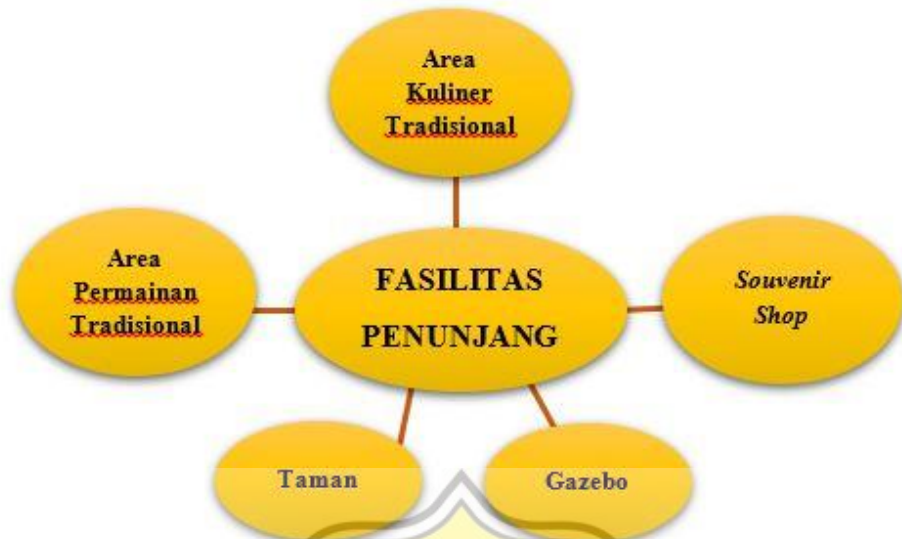 Area
Kuliner
Tradisional
Area
Permainan
Tradisional
FASILITAS
PENUNJANG
Souvenir
Shop
Taman
Gazebo